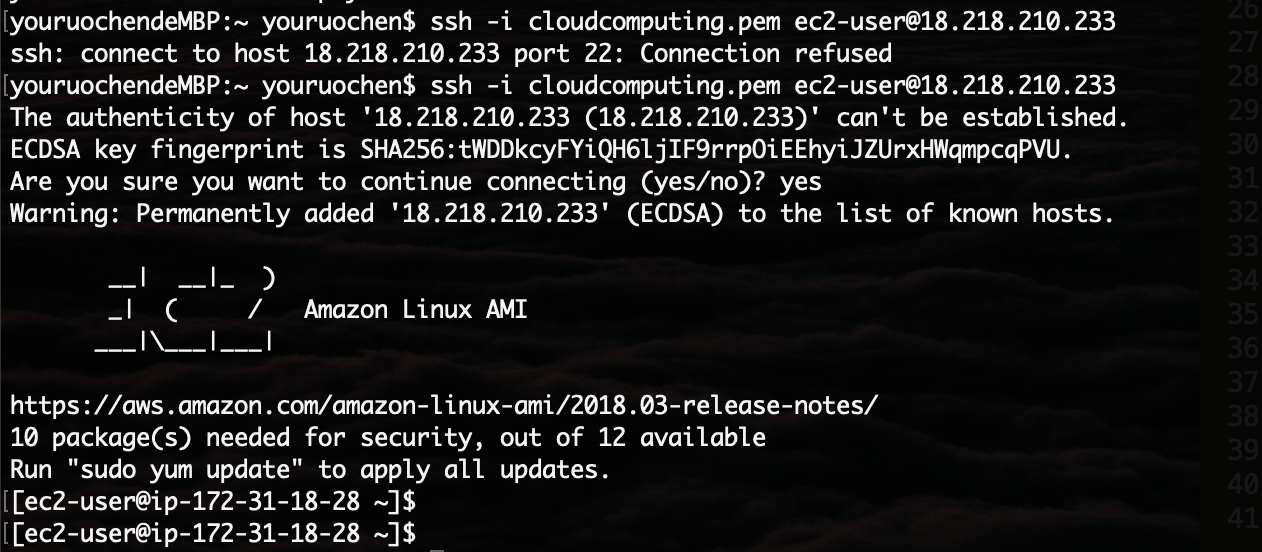 [youruochendeMBP:~ youruochen$ ssh -i cloudcomputing.pem ec2-user@18.218.210.233
ssh: connect to host 18.218.210.233 port 22: Connection refused
[youruochendeMBP:~ youruochen$ ssh -i cloudcomputing.pem ec2-user@18.218.210.233
The authenticity of host '18.218.210.233 (18.218.210.233)' can't be established.
ECDSA key fingerprint is SHA256:tWDDkcyFYiQH6ljIF9rrpOiEEhyiJZUrxHWqmpcqPVU.
Are you sure you want to continue connecting (yes/no)? yes
Warning: Permanently added '18.218.210.233' (ECDSA) to the list of known hosts.

       __|  __|_  )
       _|  (     /   Amazon Linux AMI
      ___|\___|___|

https://aws.amazon.com/amazon-linux-ami/2018.03-release-notes/
10 package(s) needed for security, out of 12 available
Run "sudo yum update" to apply all updates.
[[ec2-user@ip-172-31-18-28 ~]$
[[ec2-user@ip-172-31-18-28 ~]$
26
27
28
29
30
31
32
33
34
35
36
37
38
39
40
41